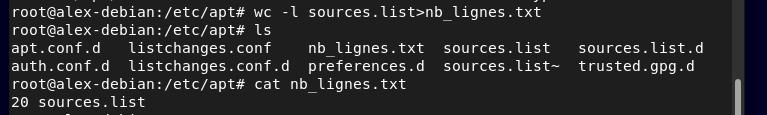 root@alex-debian:/etc/apt# wc -l sources.list>nb_lignes.txt
root@alex-debian:/etc/apt# ls
apt.conf.d   listchanges.conf    nb_lignes.txt  sources.list   sources.list.d
auth.conf.d  listchanges.conf.d  preferences.d  sources.list~  trusted.gpg.d
root@alex-debian:/etc/apt# cat nb_lignes.txt
20 sources.list